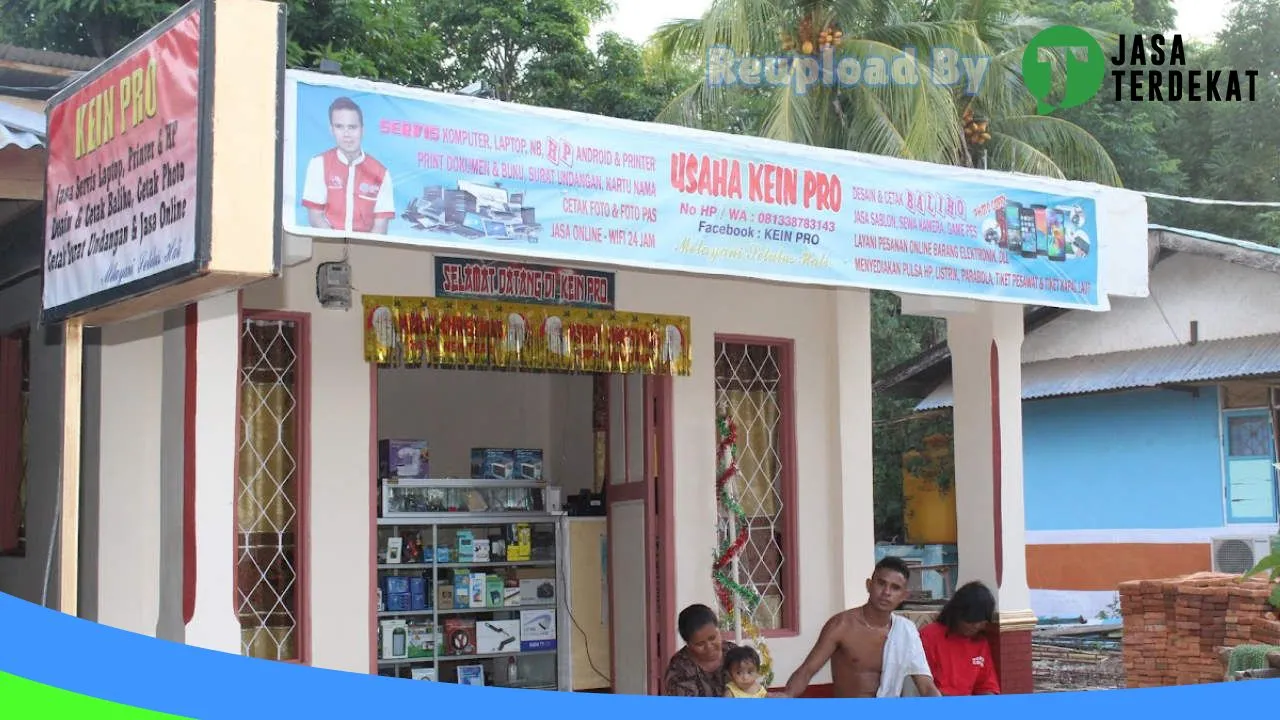 Reupload By
JASA
TERDEKAT
KEIN PRO
Jasa Servis Laptop, Printer & HP
Desin & Cetak Baliho, Cetak Photo
Cetak Surat Undangan & Jasa Online
Melayani Setulus Hati
SERVIS KOMPUTER, LAPTOP, NB, HP ANDROID & PRINTER
PRINT DOKUMEN & BUKU, SURAT UNDANGAN, KARTU NAMA
CETAK FOTO & FOTO PAS
JASA ONLINE - WIFI 24 JAM
USAHA KEIN PRO
No HP / WA : 081338783143
Facebook : KEIN PRO
Melayani Setulus Hati
DESAIN & CETAK BALIHO,
JASA SABLON, SEWA KAMERA, GAME PES
LAYANI PESANAN ONLINE BARANG ELEKTRONIK, DLL
MENYEDIAKAN PULSA HP, LISTRIK, PARABOLA, TIKET PESAWAT & TIKET KAPAL LAUT
SELAMAT DATANG DI KEIN PRO